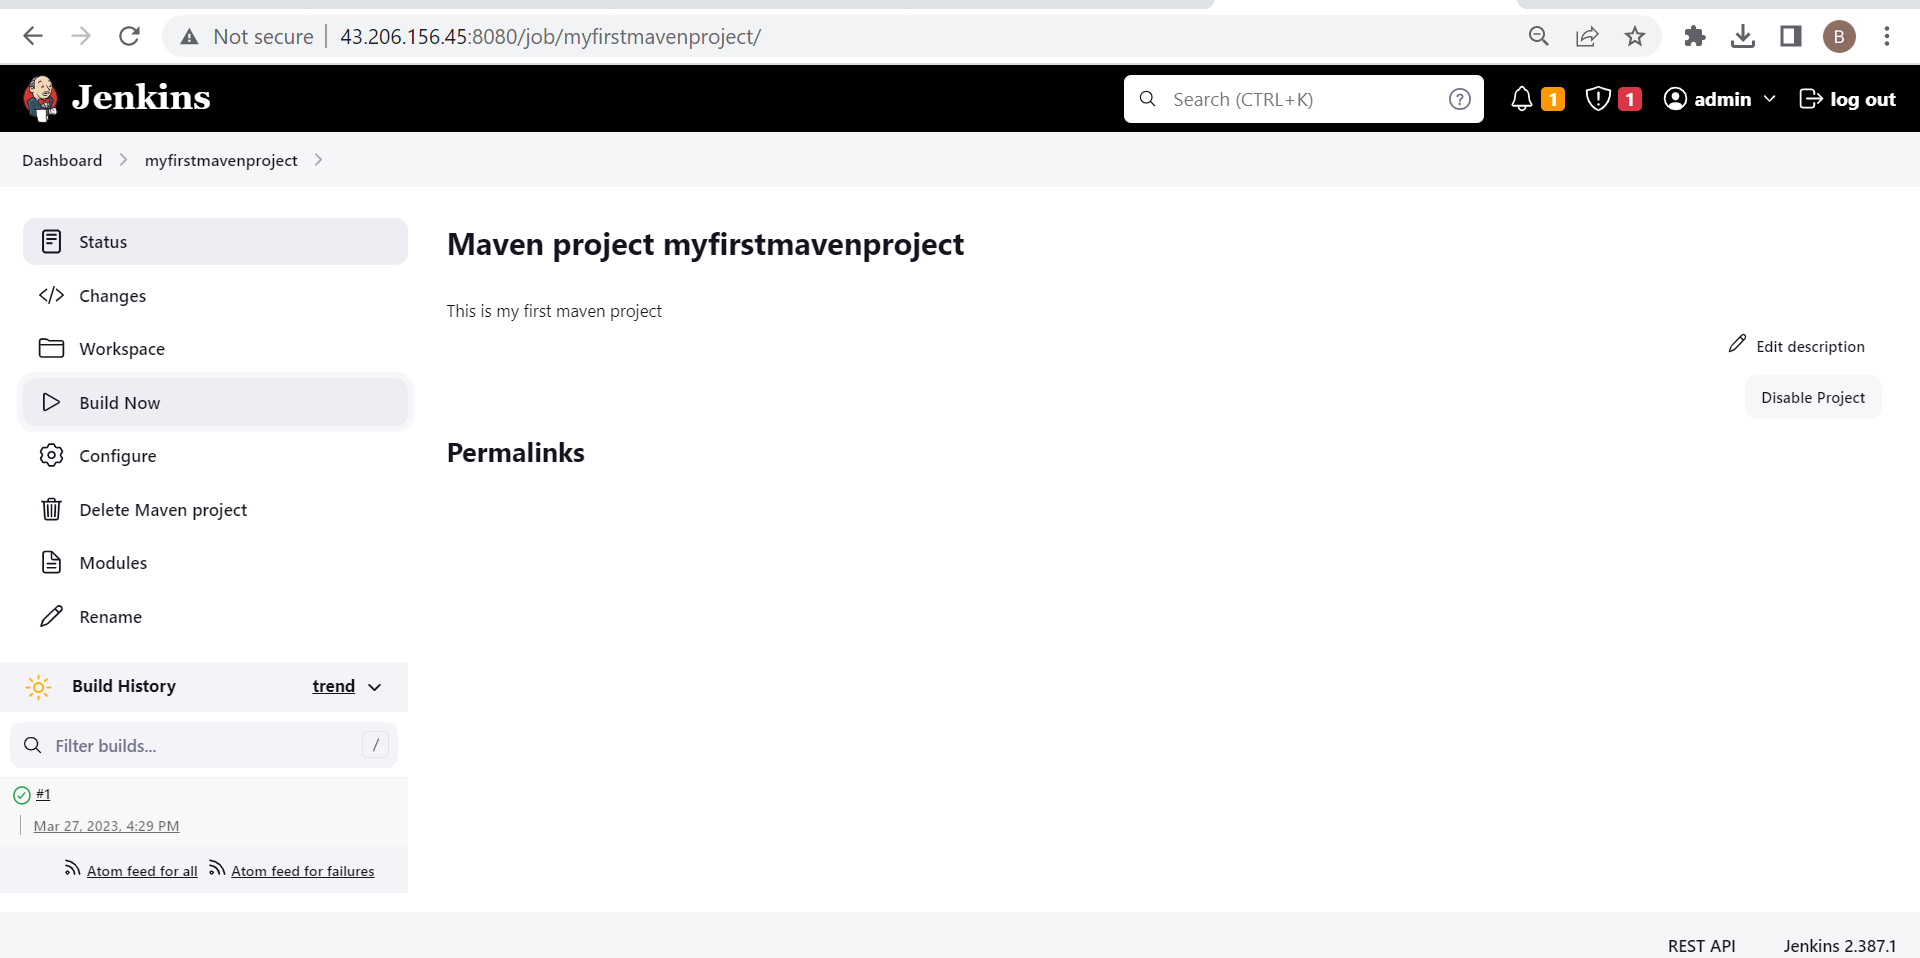 Not secure 43.206.156.45:8080/job/myfirstmavenproject/ B
Jenkins Search (CTRL+K) ? 1 1 admin log out
Dashboard myfirstmavenproject
Status
Changes
Workspace
Build Now
Configure
Delete Maven project
Modules
Rename
Maven project myfirstmavenproject
This is my first maven project
Edit description
Disable Project
Permalinks
Build History trend
Filter builds... /
#1
Mar 27, 2023, 4:29 PM
Atom feed for all Atom feed for failures
REST API Jenkins 2.387.1